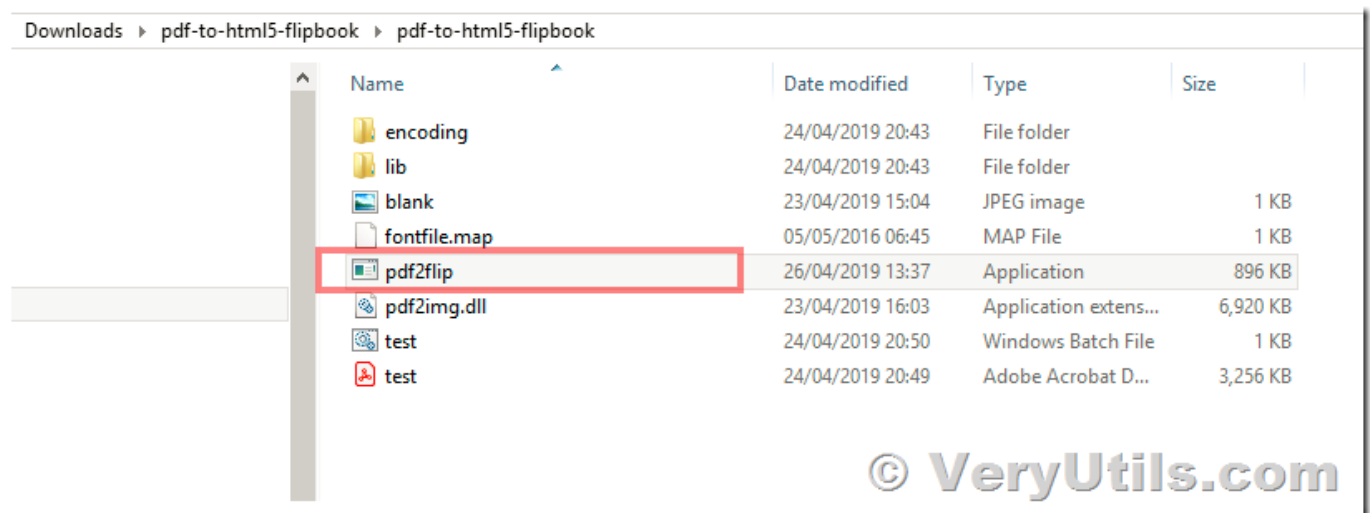 Downloads pdf-to-html5-flipbook pdf-to-html5-flipbook
Name Date modified Type Size
encoding 24/04/2019 20:43 File folder
lib 24/04/2019 20:43 File folder
blank 23/04/2019 15:04 JPEG image 1 KB
fontfile.map 05/05/2016 06:45 MAP File 1 KB
pdf2flip 26/04/2019 13:37 Application 896 KB
pdf2img.dll 23/04/2019 16:03 Application extens... 6,920 KB
test 24/04/2019 20:50 Windows Batch File 1 KB
test 24/04/2019 20:49 Adobe Acrobat D... 3,256 KB
© VeryUtils.com